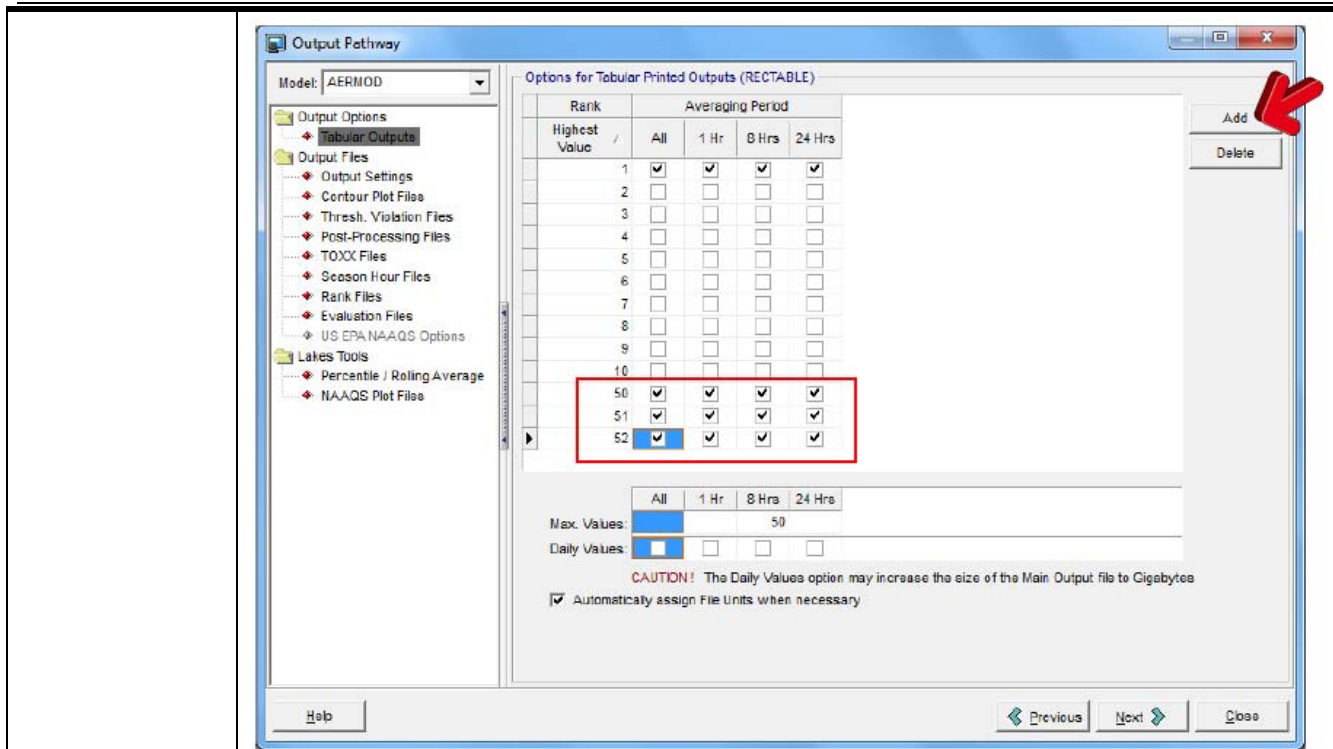 Output Pathway
Model: AERMOD
Output Options
Tabular Outputs
Output Files
Output Settings
Contour Plot Files
Thresh. Violation Files
Post-Processing Files
TOXX Files
Season Hour Files
Rank Files
Evaluation Files
US EPA NAAQS Options
Lakes Tools
Percentile / Rolling Average
NAAQS Plot Files
Options for Tabular Printed Outputs (RECTABLE)
Rank Averaging Period
Highest Value / All 1 Hr 8 Hrs 24 Hrs
1
2
3
4
5
6
7
8
9
10
50
51
52
Add
Delete
All 1 Hr 8 Hrs 24 Hrs
Max. Values: 50
Daily Values:
CAUTION! The Daily Values option may increase the size of the Main Output file to Gigabytes
Automatically assign File Units when necessary
Help
Previous
Next
Close